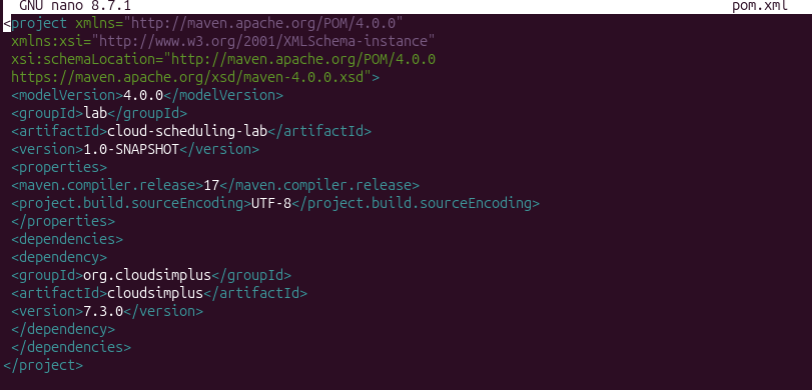 GNU nano 8.7.1 pom.xml
<project xmlns="http://maven.apache.org/POM/4.0.0"
xmlns:xsi="http://www.w3.org/2001/XMLSchema-instance"
xsi:schemaLocation="http://maven.apache.org/POM/4.0.0
https://maven.apache.org/xsd/maven-4.0.0.xsd">
<modelVersion>4.0.0</modelVersion>
<groupId>lab</groupId>
<artifactId>cloud-scheduling-lab</artifactId>
<version>1.0-SNAPSHOT</version>
<properties>
<maven.compiler.release>17</maven.compiler.release>
<project.build.sourceEncoding>UTF-8</project.build.sourceEncoding>
</properties>
<dependencies>
<dependency>
<groupId>org.cloudsimplus</groupId>
<artifactId>cloudsimplus</artifactId>
<version>7.3.0</version>
</dependency>
</dependencies>
</project>